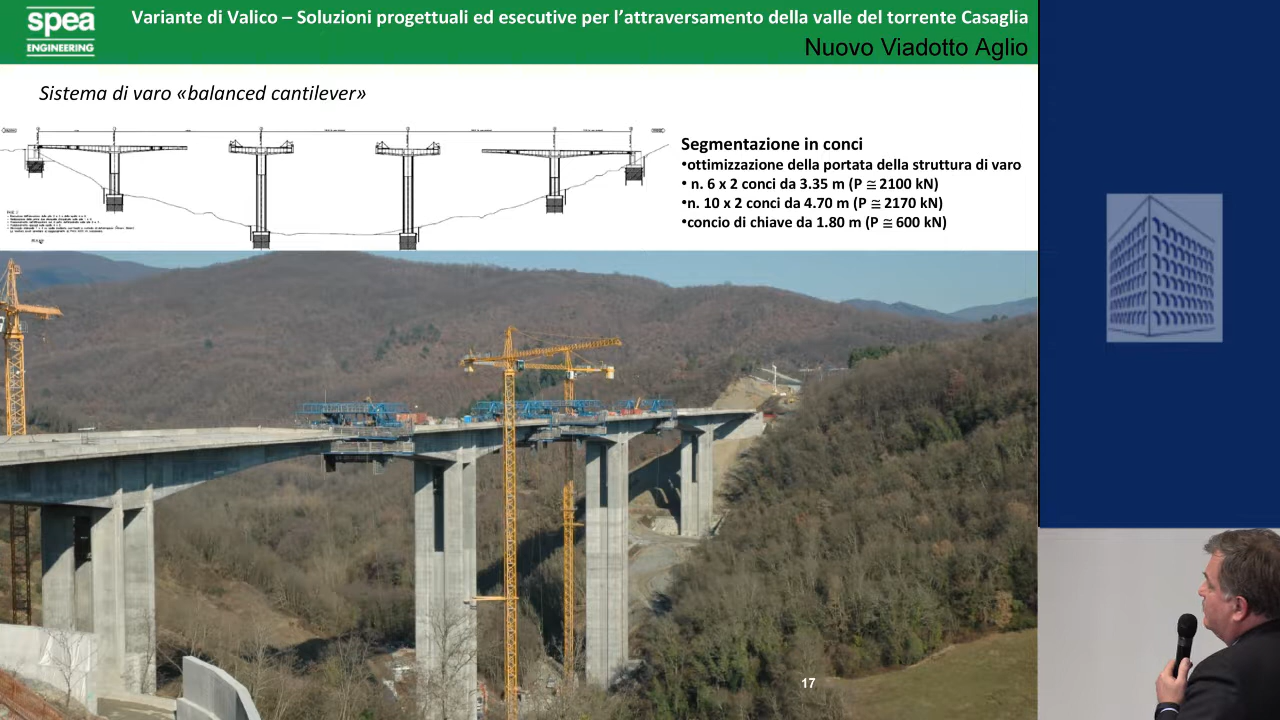 spea
ENGINEERING
Variante di Valico – Soluzioni progettuali ed esecutive per l'attraversamento della valle del torrente Casaglia
Nuovo Viadotto Aglio
Sistema di varo «balanced cantilever»
Segmentazione in conci
•ottimizzazione della portata della struttura di varo
• n. 6 x 2 conci da 3.35 m (P ≅ 2100 kN)
•n. 10 x 2 conci da 4.70 m (P ≅ 2170 kN)
•concio di chiave da 1.80 m (P ≅ 600 kN)
17